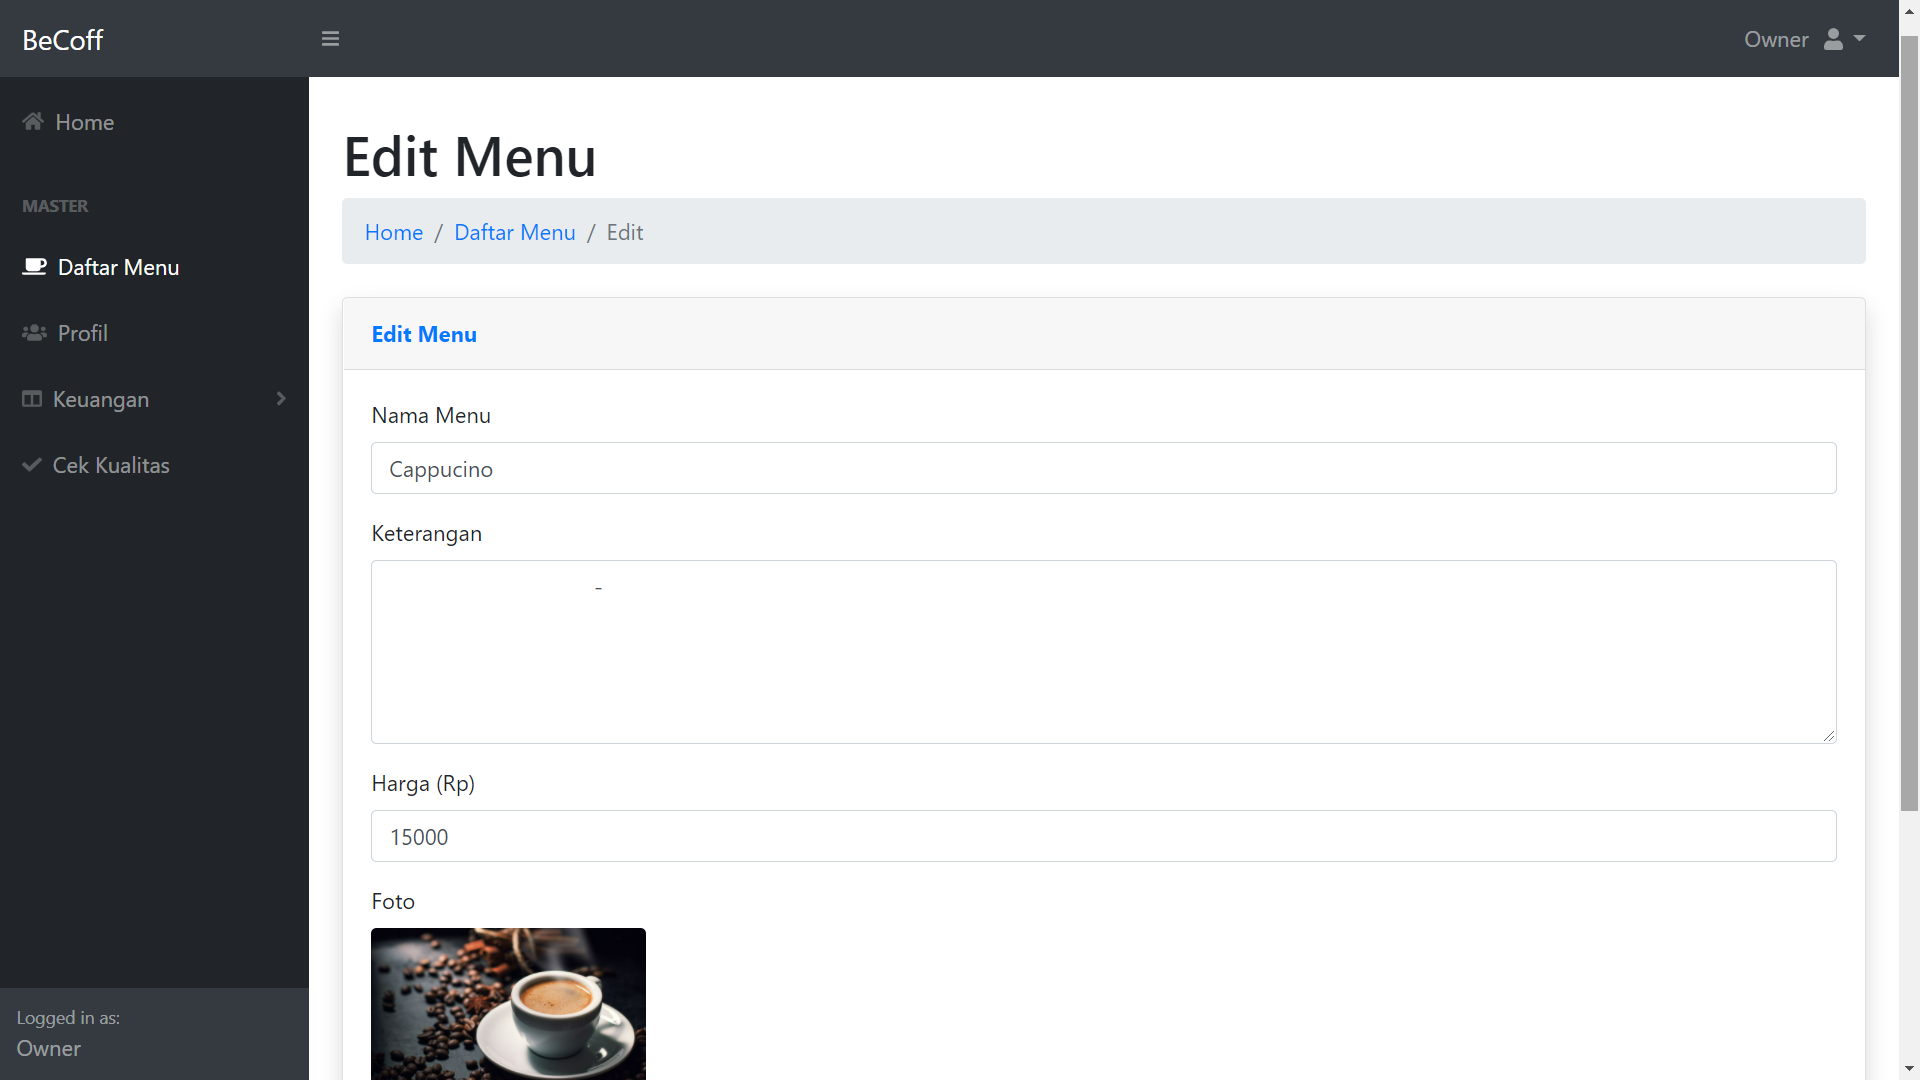 BeCoff
Owner
Home
MASTER
Daftar Menu
Profil
Keuangan
Cek Kualitas
Logged in as:
Owner
Edit Menu
Home / Daftar Menu / Edit
Edit Menu
Nama Menu
Cappucino
Keterangan
-
Harga (Rp)
15000
Foto